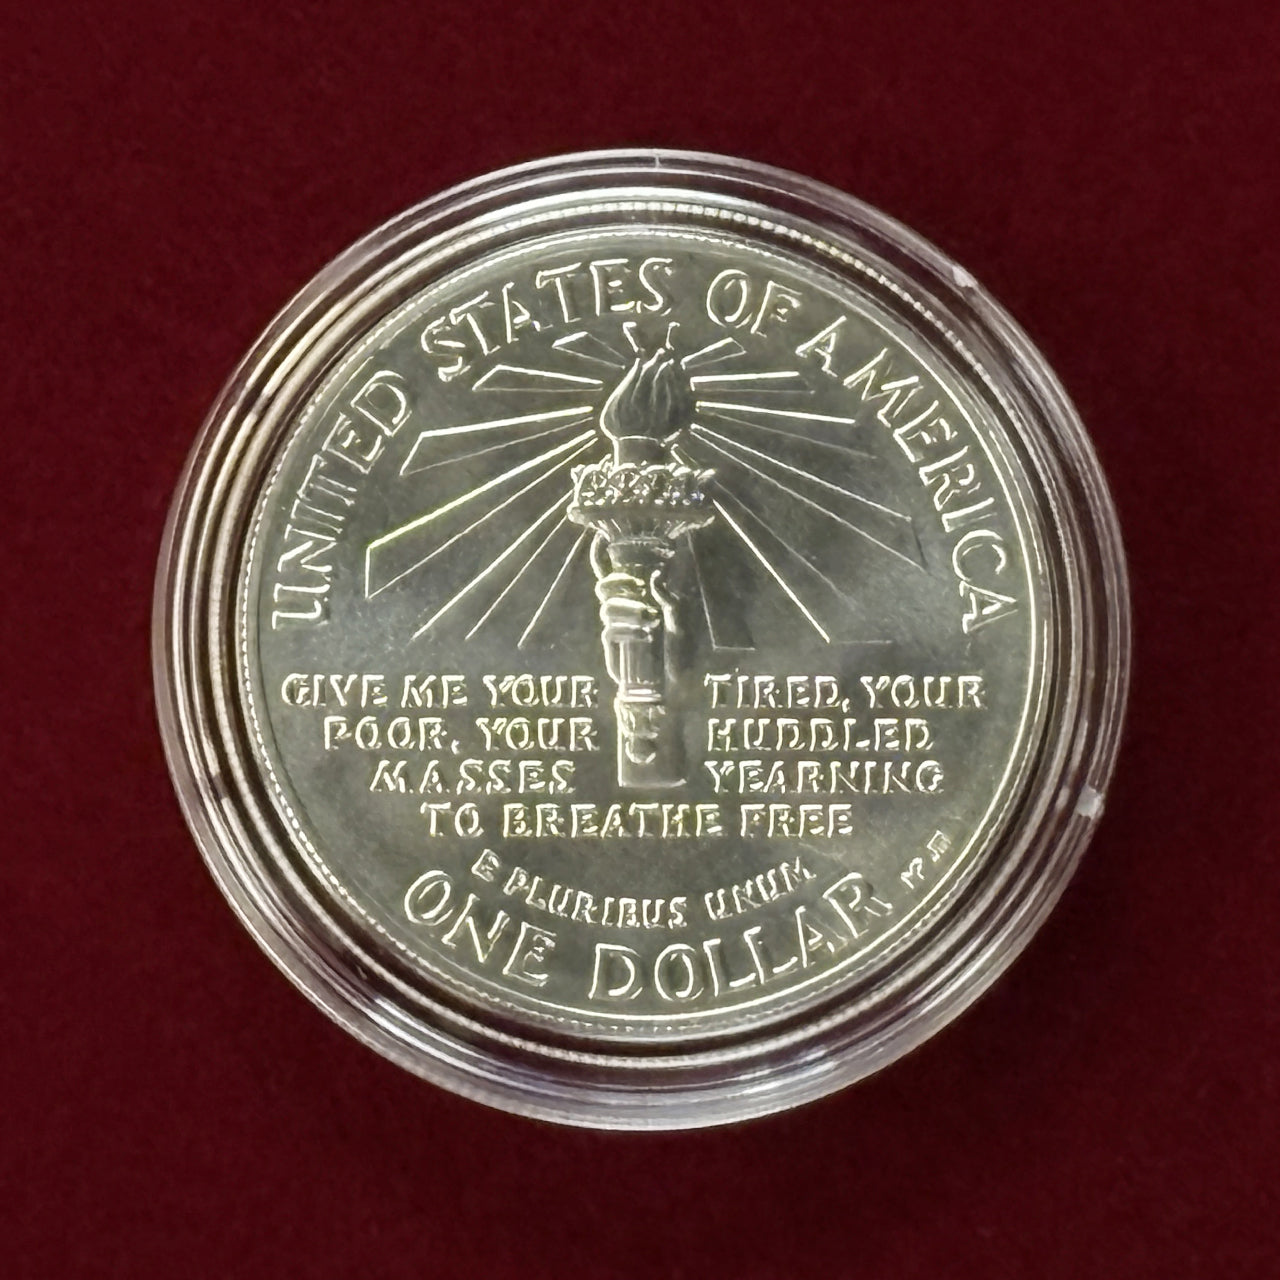 UNITED STATES OF AMERICA
GIVE ME YOUR TIRED, YOUR
POOR, YOUR HUDDLED
MASSES YEARNING
TO BREATHE FREE
E PLURIBUS UNUM
ONE DOLLAR